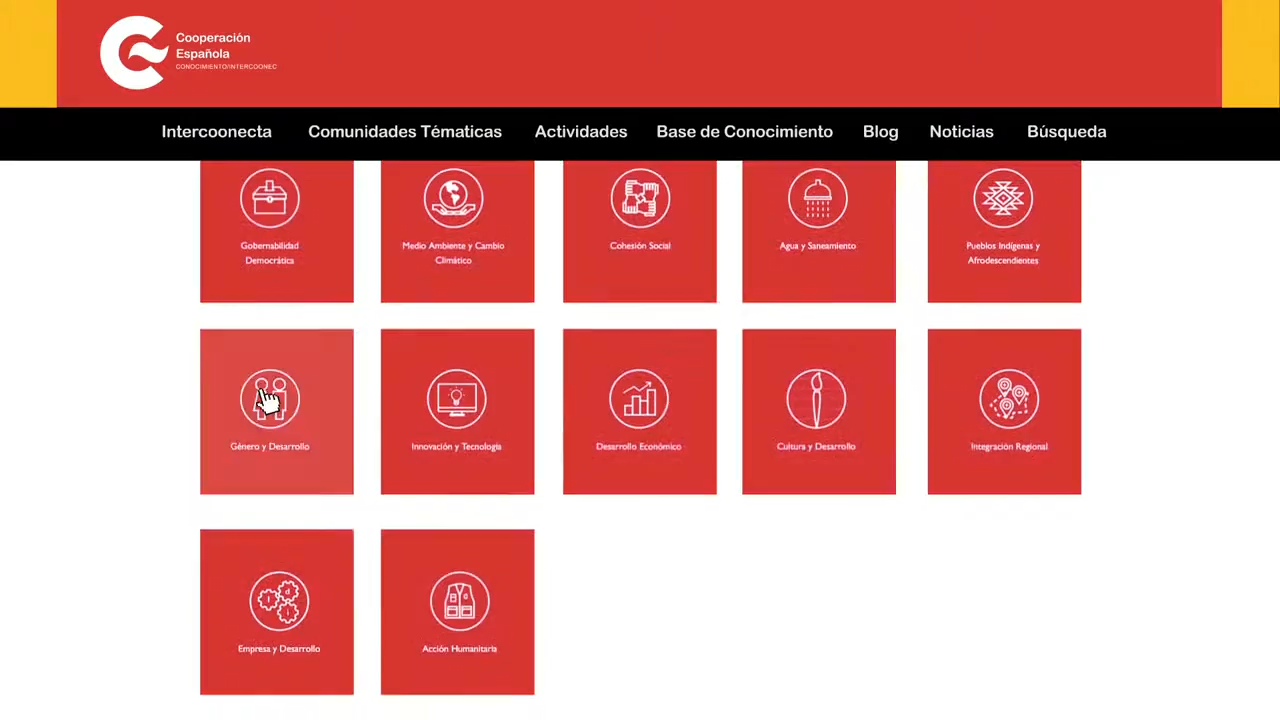 Cooperación
Española
CONOCIMIENTO/INTERCOONEC
Intercoonecta Comunidades Tématicas Actividades Base de Conocimiento Blog Noticias Búsqueda
Gobernabilidad
Democrática
Medio Ambiente y Cambio
Climático
Cohesión Social
Agua y Saneamiento
Pueblos Indígenas y
Afrodescendientes
Género y Desarrollo
Innovación y Tecnología
Desarrollo Económico
Cultura y Desarrollo
Integración Regional
Empresa y Desarrollo
Acción Humanitaria